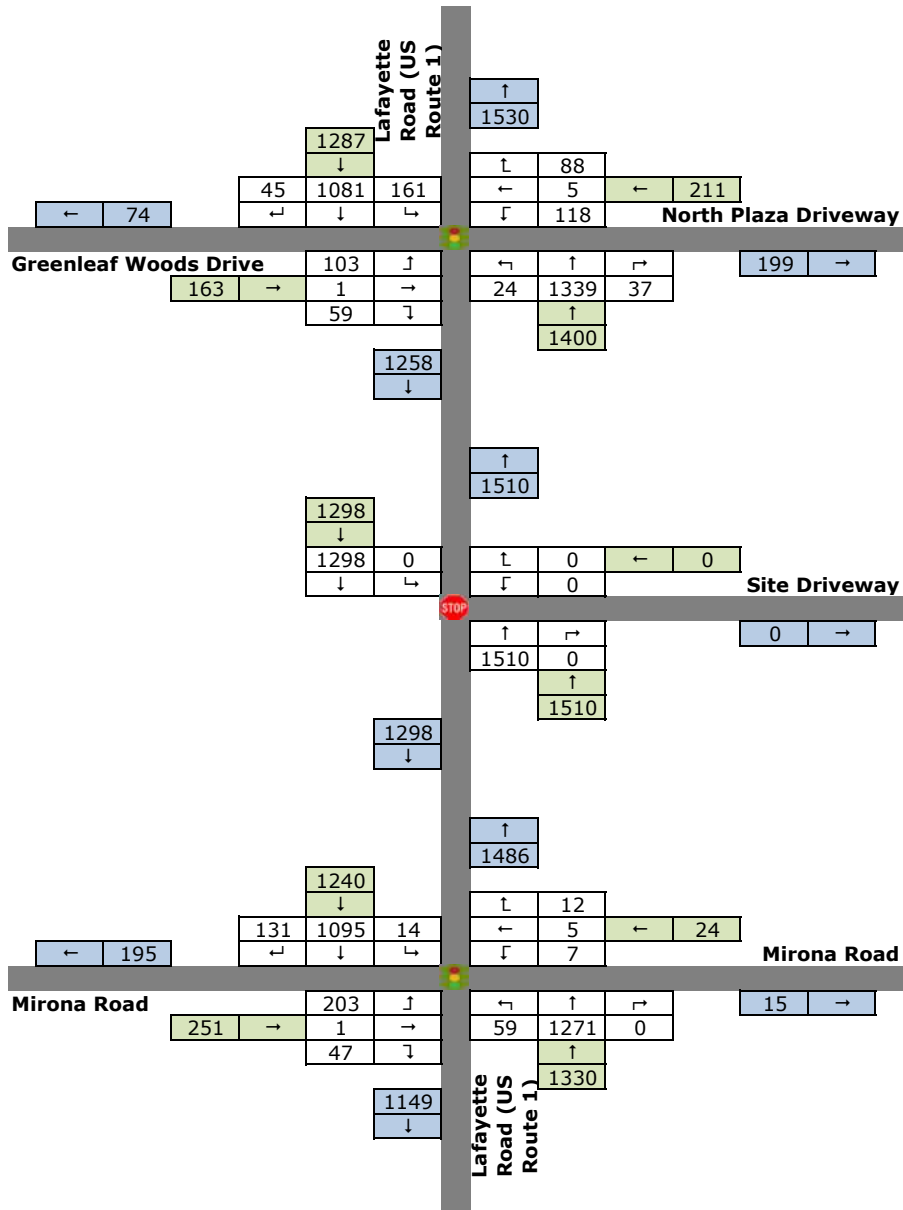 Lafayette
Road (US
Route 1)
↑
1530
1287
↓
↰ 88
45 1081 161
← 5 ← 211
← 74
↵ ↓ ↳
↲ 118
North Plaza Driveway
Greenleaf Woods Drive
103 ↥
↰ ↑ ↱
199 →
163 → 1 →
24 1339 37
59 ↴
↑
1400
1258
↓
↑
1510
1298
↓
1298 0
↰ 0 ← 0
↓ ↳
↲ 0
Site Driveway
STOP
↑ ↱
0 →
1510 0
↑
1510
1298
↓
↑
1486
1240
↓
↰ 12
131 1095 14
← 5 ← 24
← 195
↵ ↓ ↳
↲ 7
Mirona Road
Mirona Road
203 ↥
↰ ↑ ↱
15 →
251 → 1 →
59 1271 0
47 ↴
↑
1330
1149
↓
Lafayette
Road (US
Route 1)